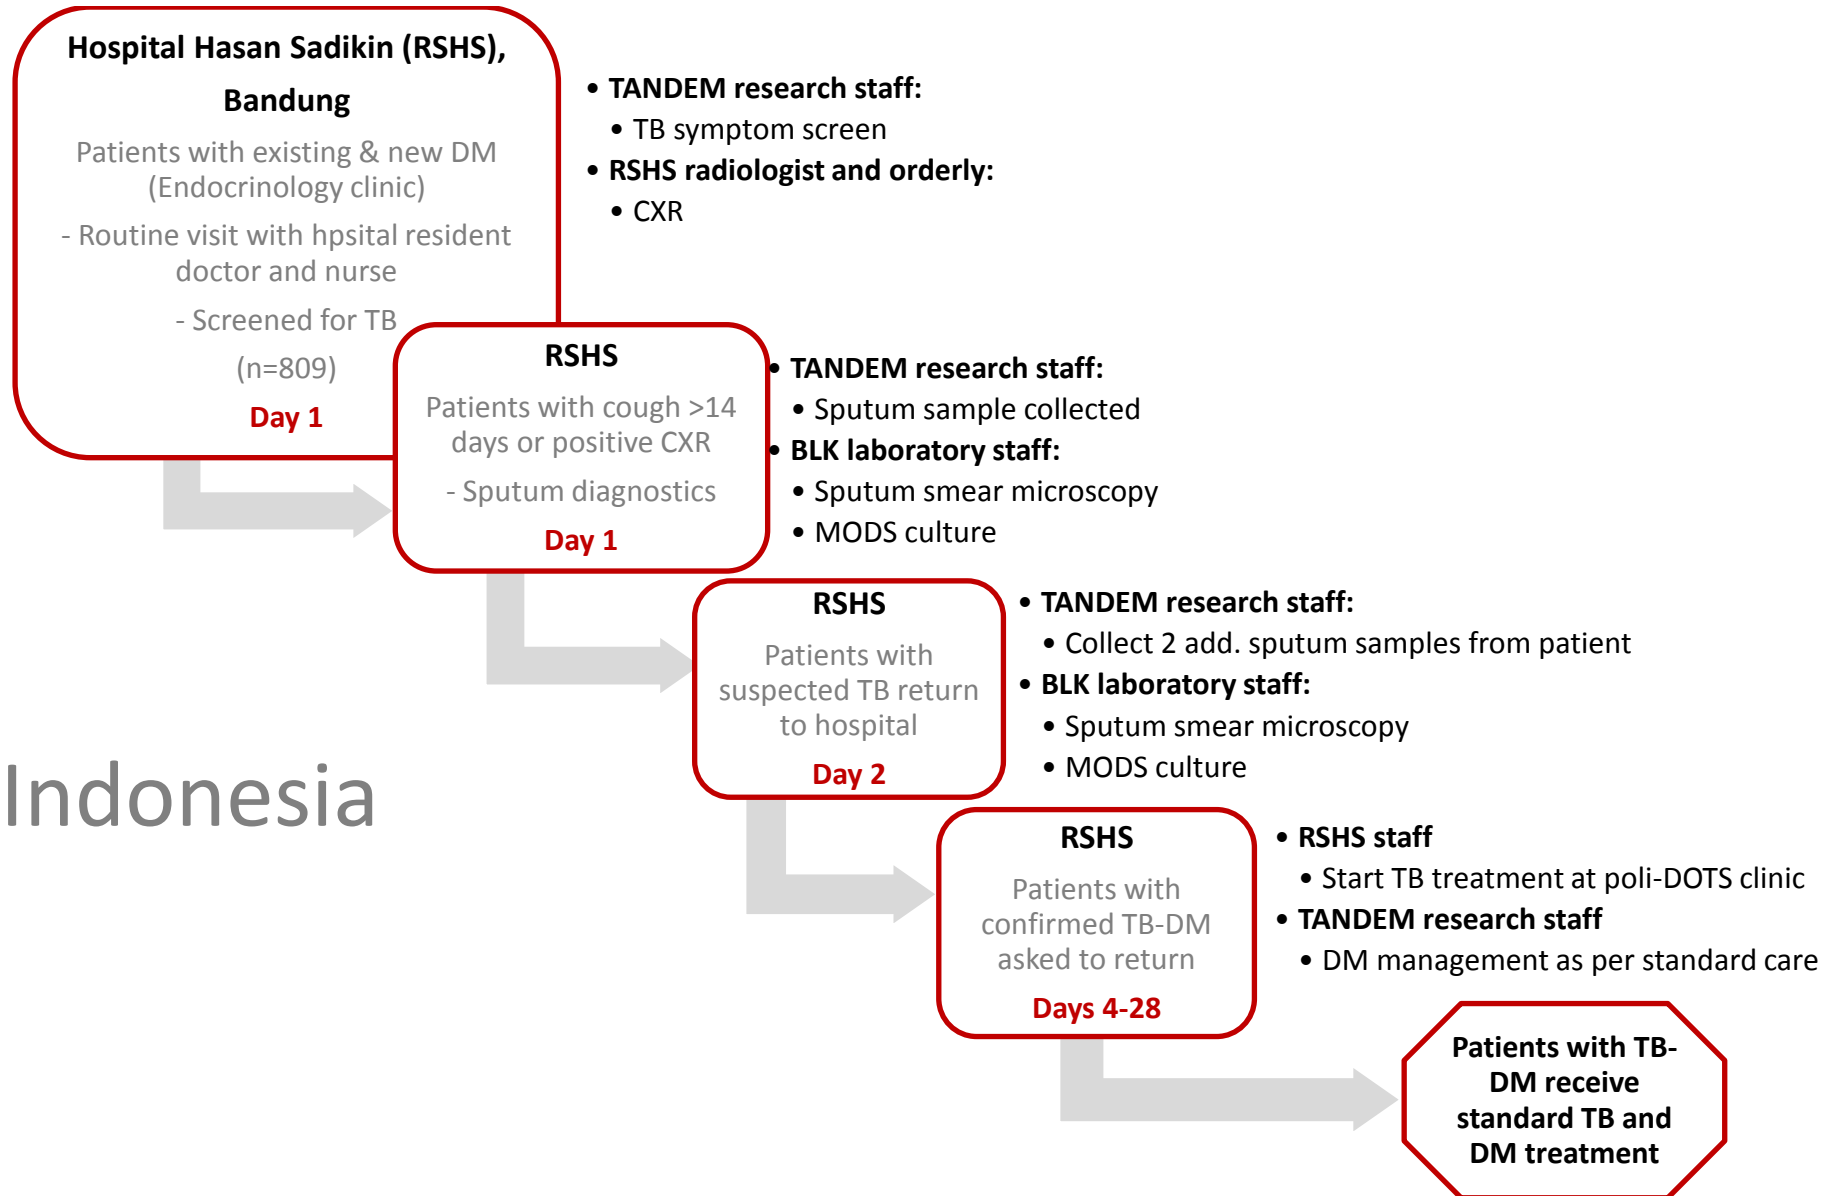 Hospital Hasan Sadikin (RSHS),
Bandung
Patients with existing & new DM
(Endocrinology clinic)
- Routine visit with hpsital resident
doctor and nurse
- Screened for TB
(n=809)
Day 1
• TANDEM research staff:
• TB symptom screen
• RSHS radiologist and orderly:
• CXR
RSHS
Patients with cough >14
days or positive CXR
- Sputum diagnostics
Day 1
• TANDEM research staff:
• Sputum sample collected
• BLK laboratory staff:
• Sputum smear microscopy
• MODS culture
RSHS
Patients with
suspected TB return
to hospital
Day 2
• TANDEM research staff:
• Collect 2 add. sputum samples from patient
• BLK laboratory staff:
• Sputum smear microscopy
• MODS culture
Indonesia
RSHS
Patients with
confirmed TB-DM
asked to return
Days 4-28
• RSHS staff
• Start TB treatment at poli-DOTS clinic
• TANDEM research staff
• DM management as per standard care
Patients with TB-
DM receive
standard TB and
DM treatment